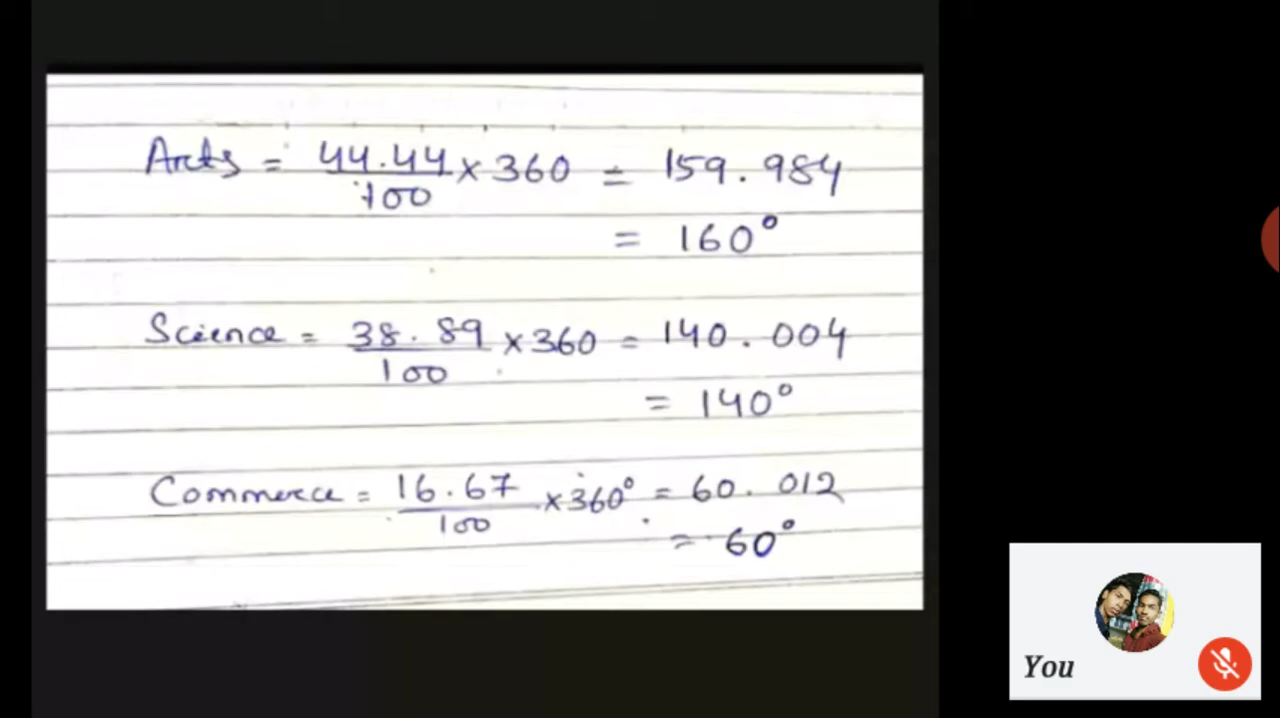 Arts = 44.44/100 × 360 = 159.984
= 160°
Science = 38.89/100 × 360 = 140.004
= 140°
Commerce = 16.67/100 × 360° = 60.012
= 60°
You